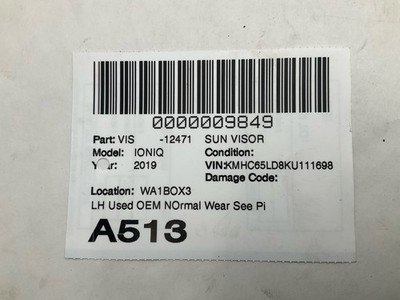 0000009849
Part: VIS -12471 SUN VISOR
Model: IONIQ Condition:
Year: 2019 VIN:KMHC65LD8KU111698
Damage Code:
Location: WA1BOX3
LH Used OEM NOrmal Wear See Pi
A513